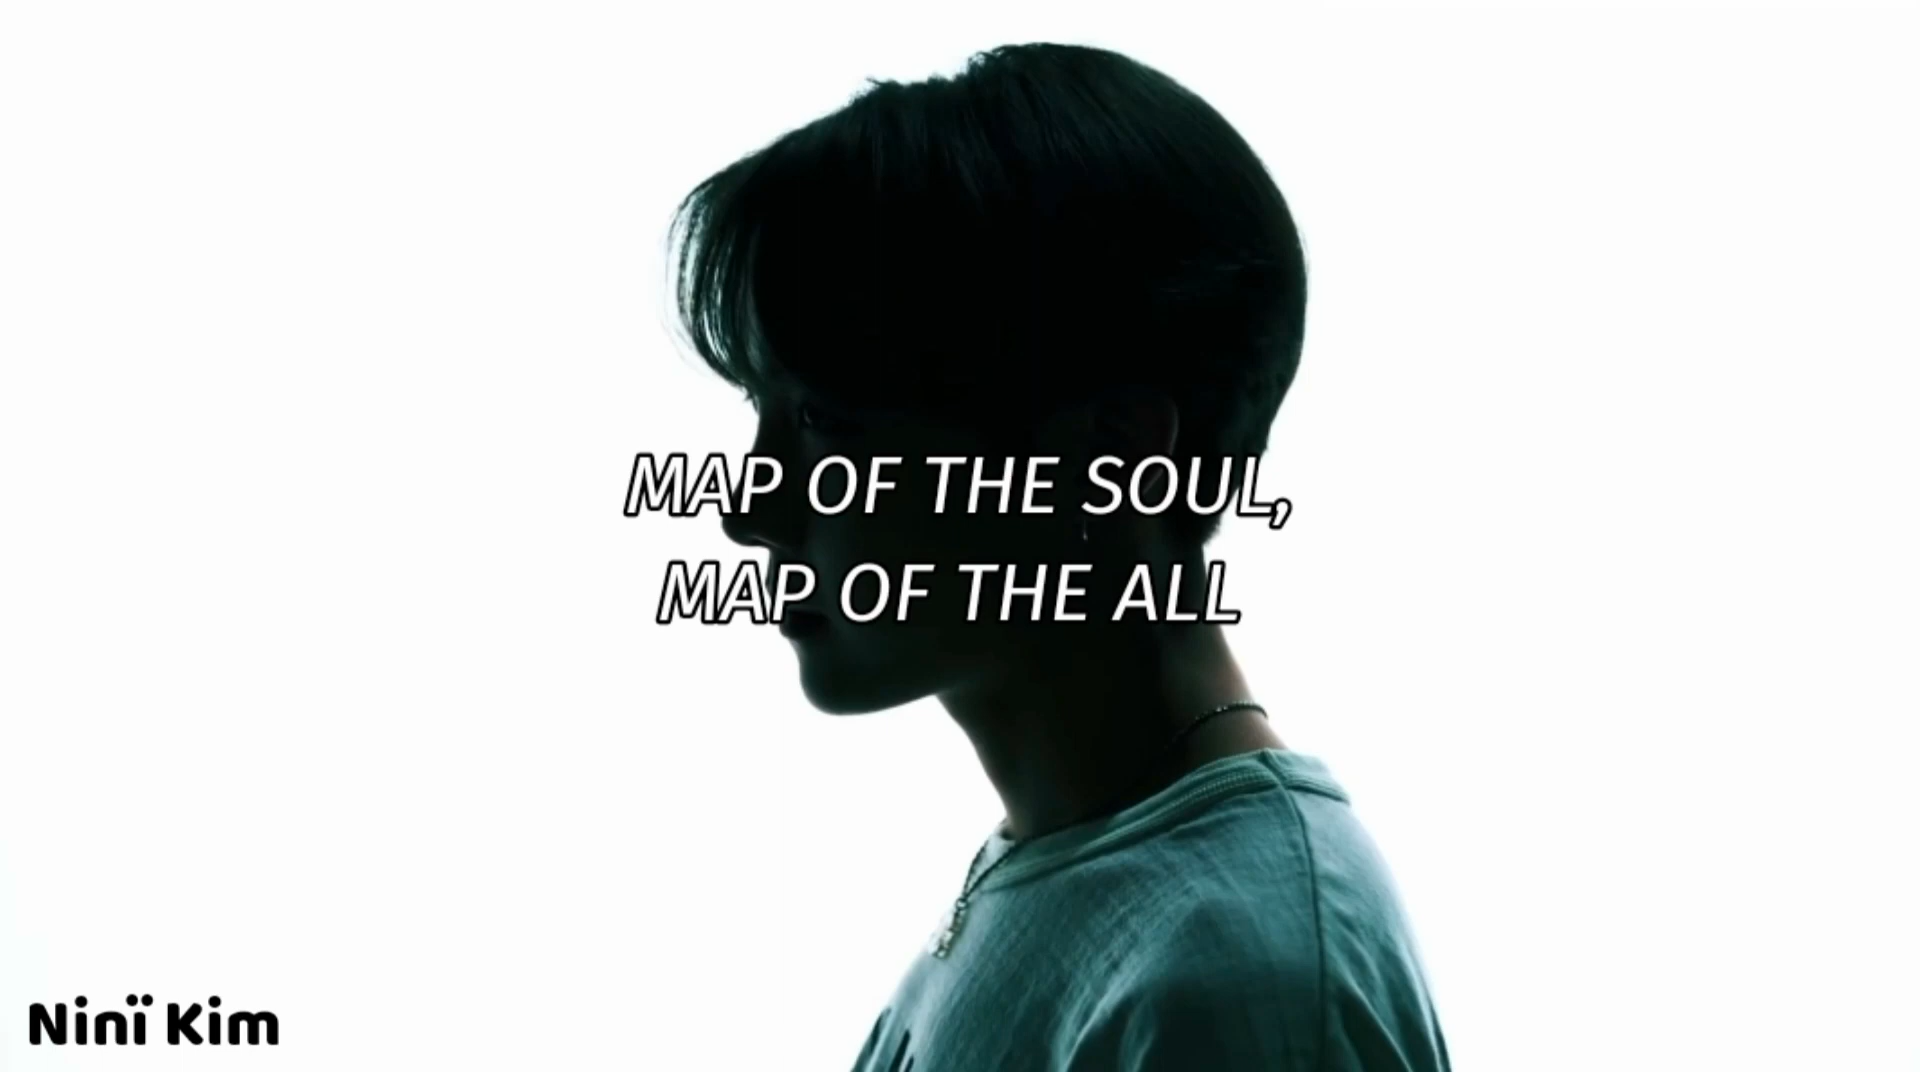 MAP OF THE SOUL,
MAP OF THE ALL
Ninï Kim